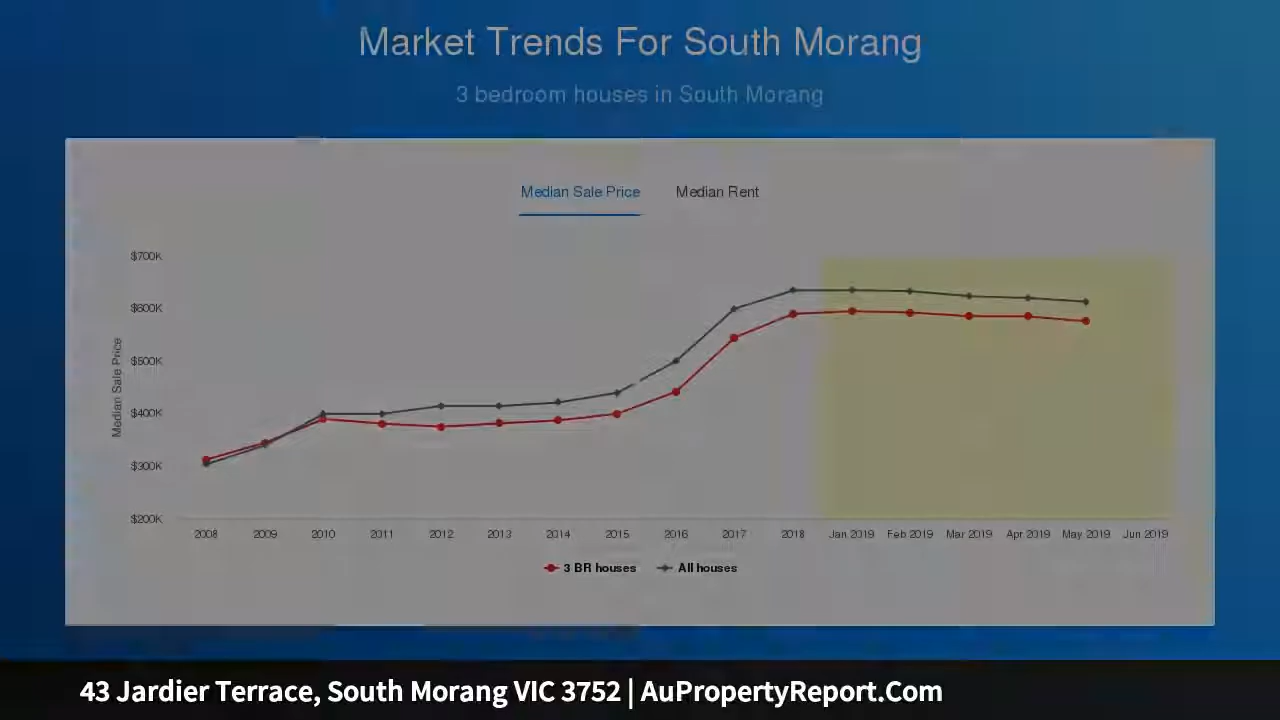 Market Trends For South Morang
3 bedroom houses in South Morang
Median Sale Price Median Rent
$700K
$600K
$500K
$400K
$300K
$200K
Median Sale Price
2008 2009 2010 2011 2012 2013 2014 2015 2016 2017 2018 Jan 2019 Feb 2019 Mar 2019 Apr 2019 May 2019 Jun 2019
3 BR houses All houses
43 Jardier Terrace, South Morang VIC 3752 | AuPropertyReport.Com